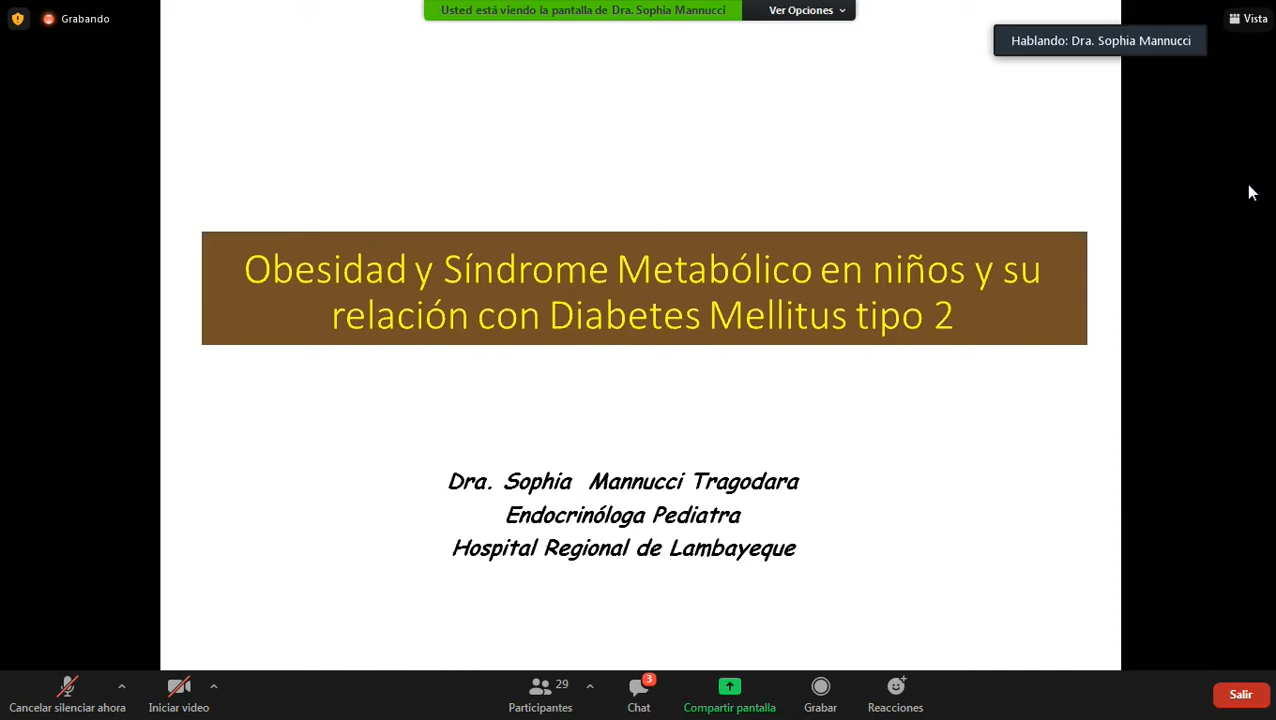 Grabando
Usted está viendo la pantalla de Dra. Sophia Mannucci
Ver Opciones
Vista
Hablando: Dra. Sophia Mannucci
Obesidad y Síndrome Metabólico en niños y su
relación con Diabetes Mellitus tipo 2
Dra. Sophia Mannucci Tragodara
Endocrinóloga Pediatra
Hospital Regional de Lambayeque
Cancelar silenciar ahora
Iniciar video
29
Participantes
3
Chat
Compartir pantalla
Grabar
Reacciones
Salir